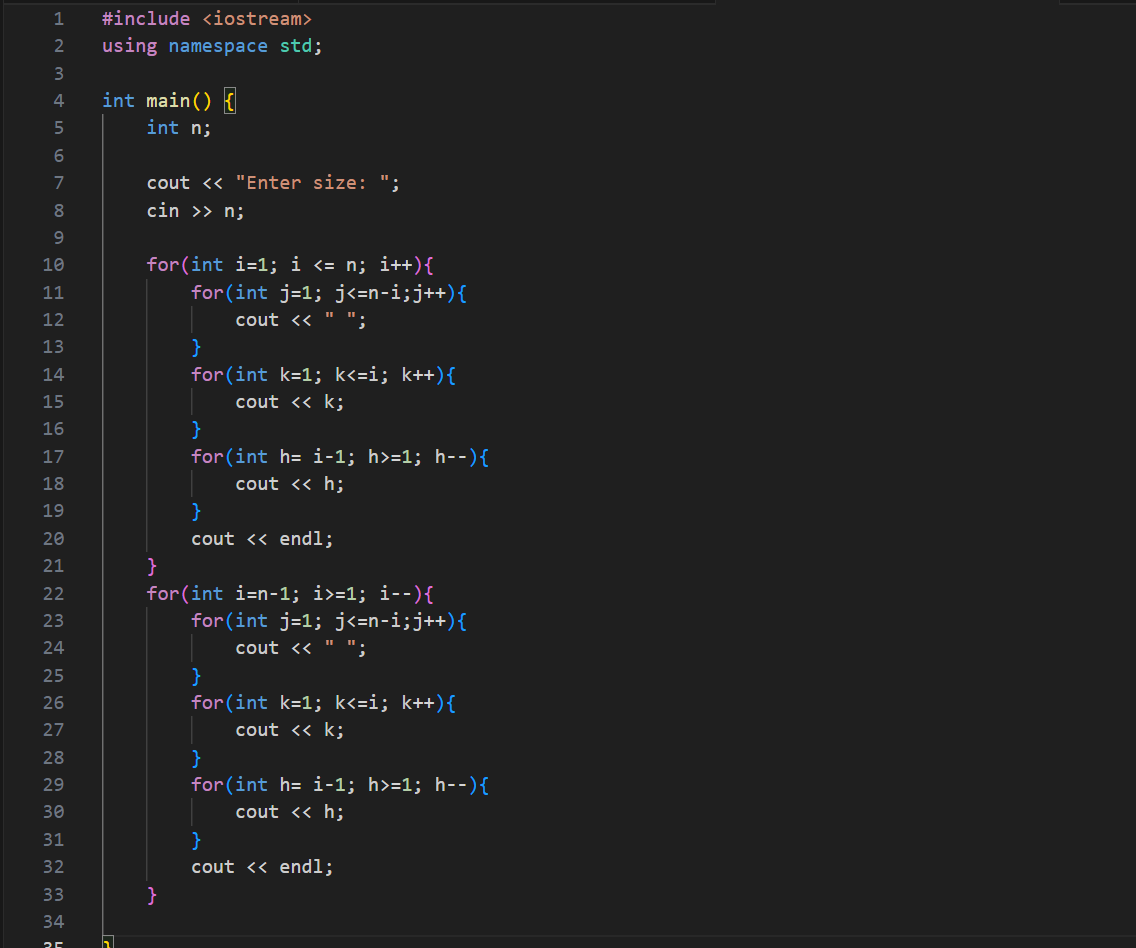 1 #include <iostream>
2 using namespace std;
3
4 int main() {
5     int n;
6
7     cout << "Enter size: ";
8     cin >> n;
9
10     for(int i=1; i <= n; i++){
11         for(int j=1; j<=n-i;j++){
12             cout << " ";
13         }
14         for(int k=1; k<=i; k++){
15             cout << k;
16         }
17         for(int h= i-1; h>=1; h--){
18             cout << h;
19         }
20         cout << endl;
21     }
22     for(int i=n-1; i>=1; i--){
23         for(int j=1; j<=n-i;j++){
24             cout << " ";
25         }
26         for(int k=1; k<=i; k++){
27             cout << k;
28         }
29         for(int h= i-1; h>=1; h--){
30             cout << h;
31         }
32         cout << endl;
33     }
34
35 }